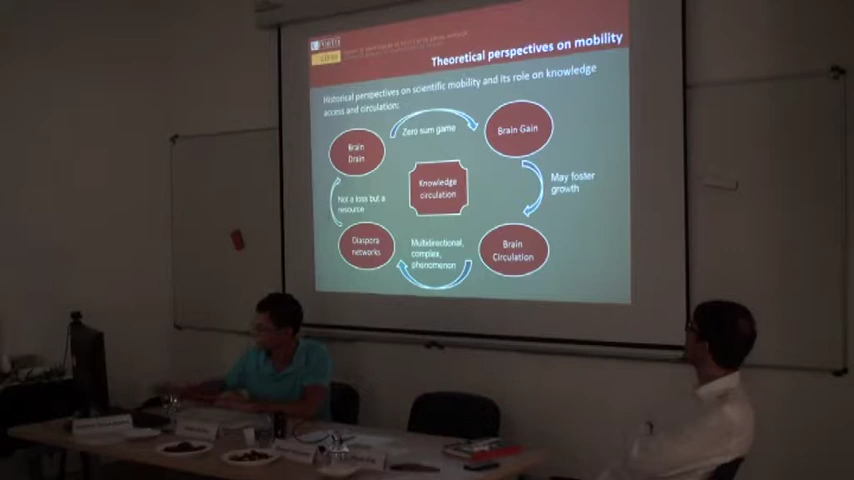 Theoretical perspectives on mobility
Historical perspectives on scientific mobility and its role on knowledge
access and circulation:
Brain
Drain
Zero sum game
Brain Gain
Not a loss but a
resource
Knowledge
circulation
May foster
growth
Diaspora
networks
Multidirectional,
complex,
phenomenon
Brain
Circulation